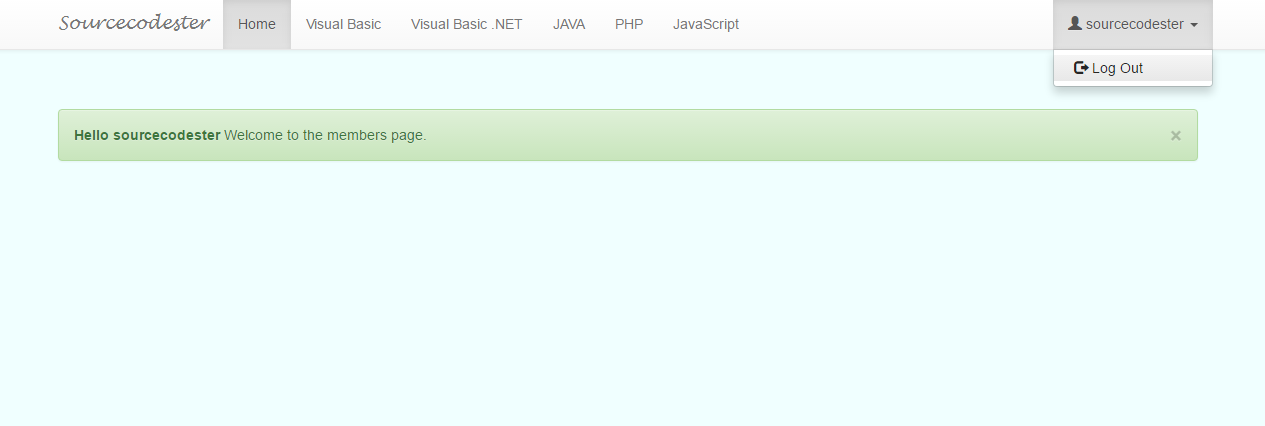 Sourcecodester Home Visual Basic Visual Basic .NET JAVA PHP JavaScript sourcecodester
Log Out
Hello sourcecodester Welcome to the members page. ×